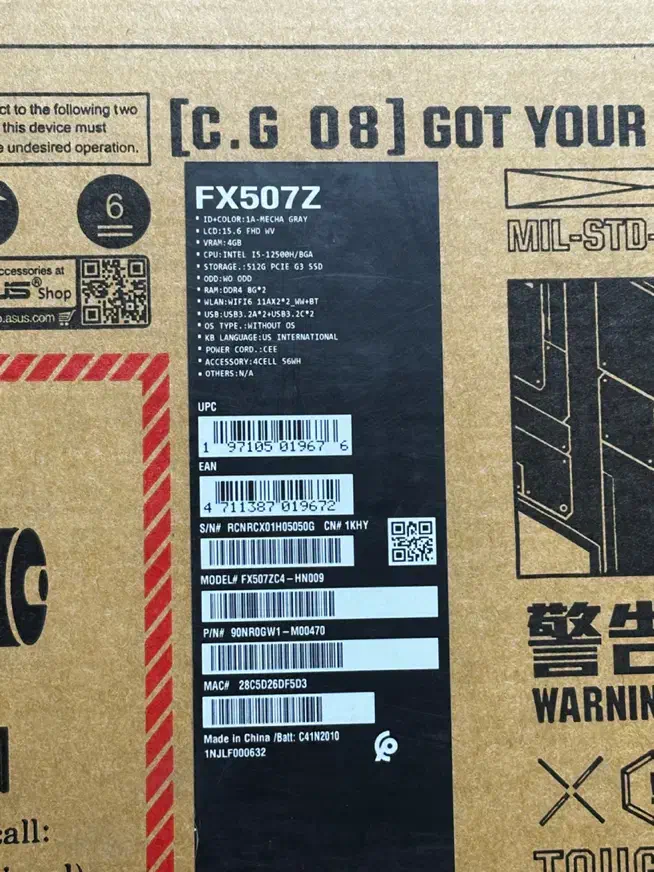 ct to the following two
this device must
e undesired operation.
[C.G 08] GOT YOUR
6
ccessories at
US® Shop
o.asus.com
MIL-STD-
FX507Z
* ID+COLOR:1A-MECHA GRAY
* LCD:15.6 FHD WV
* VRAM:4GB
* CPU:INTEL I5-12500H/BGA
* STORAGE.:512G PCIE G3 SSD
* ODD:WO ODD
* RAM:DDR4 8G*2
* WLAN:WIFI6 11AX2*2_WW+BT
* USB:USB3.2A*2+USB3.2C*2
* OS TYPE.:WITHOUT OS
* KB LANGUAGE:US INTERNATIONAL
* POWER CORD.:CEE
* ACCESSORY:4CELL 56WH
* OTHERS:N/A
UPC
1 97105 01967 6
EAN
4 711387 019672
S/N# RCNRCX01H05050G CN# 1KHY
MODEL# FX507ZC4-HN009
P/N# 90NR0GW1-M00470
MAC# 28C5D26DF5D3
Made in China /Batt: C41N2010
1NJLF000632
警告
WARNIN
call:
TOUG